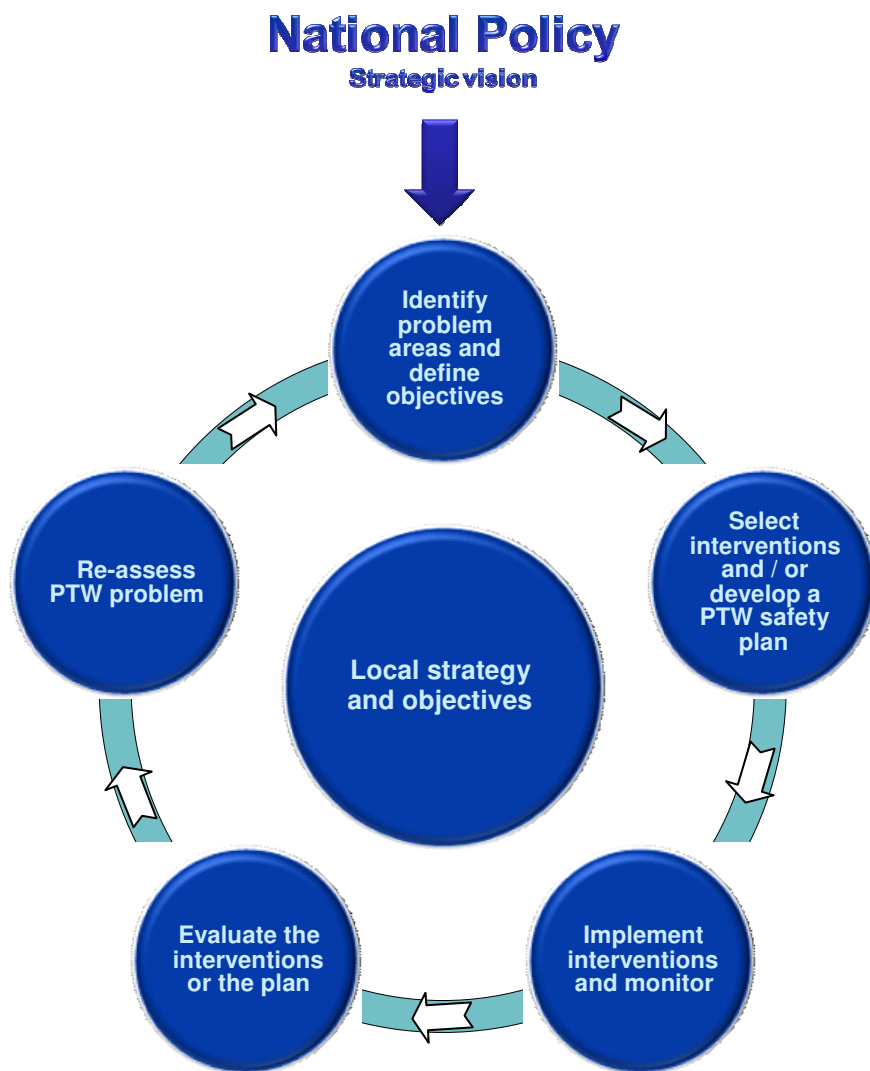 National Policy
Strategic vision
Identify
problem
areas and
define
objectives
Select
interventions
and / or
develop a
PTW safety
plan
Re-assess
PTW problem
Local strategy
and objectives
Evaluate the
interventions
or the plan
Implement
interventions
and monitor